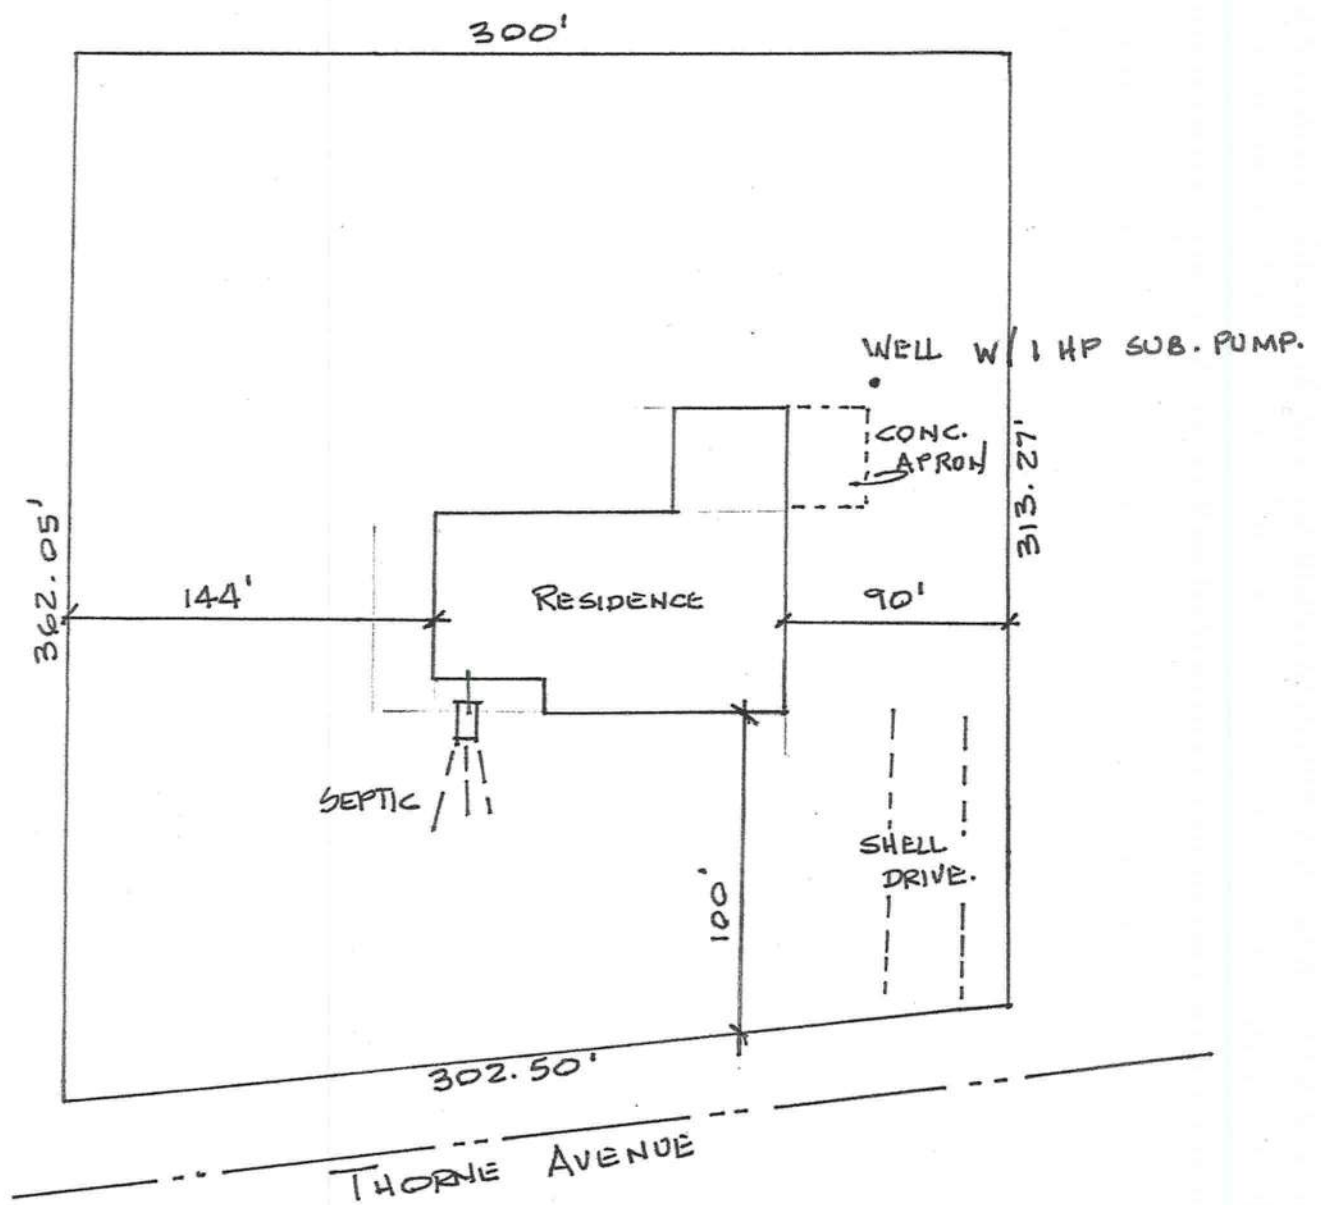 300'
WELL W/ 1 HP SUB. PUMP.
CONC.
APRON
313.27'
362.05'
144'
RESIDENCE
90'
SEPTIC
SHELL
DRIVE.
100'
302.50'
THORNE AVENUE